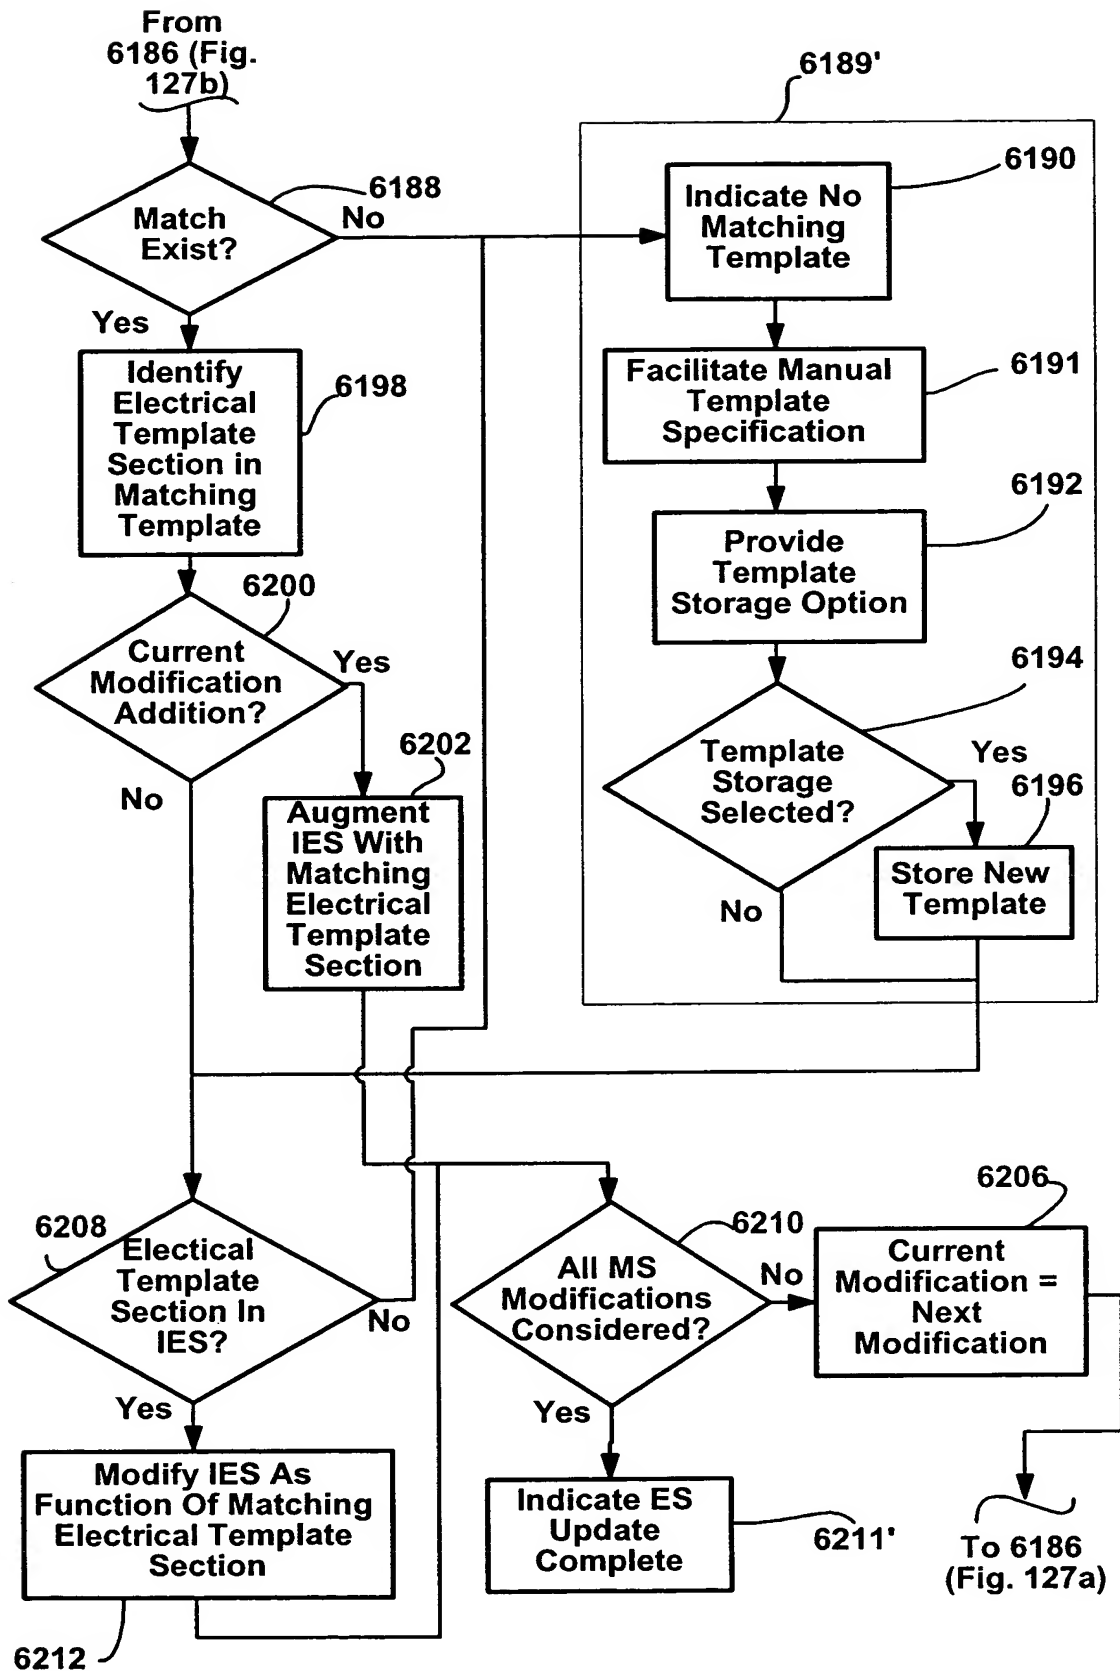 From
6186 (Fig.
127b)
6189'
6188
Match
Exist?
No
Yes
6190
Indicate No
Matching
Template
Identify
Electrical
Template
Section in
Matching
Template
6198
Facilitate Manual
Template
Specification
6191
Provide
Template
Storage Option
6192
6200
Current
Modification
Addition?
Yes
No
6194
Template
Storage
Selected?
Yes
No
6196
Store New
Template
6202
Augment
IES With
Matching
Electrical
Template
Section
6208
Electical
Template
Section In
IES?
No
Yes
6210
All MS
Modifications
Considered?
No
Yes
6206
Current
Modification =
Next
Modification
Modify IES As
Function Of Matching
Electrical Template
Section
6212
Indicate ES
Update
Complete
6211'
To 6186
(Fig. 127a)